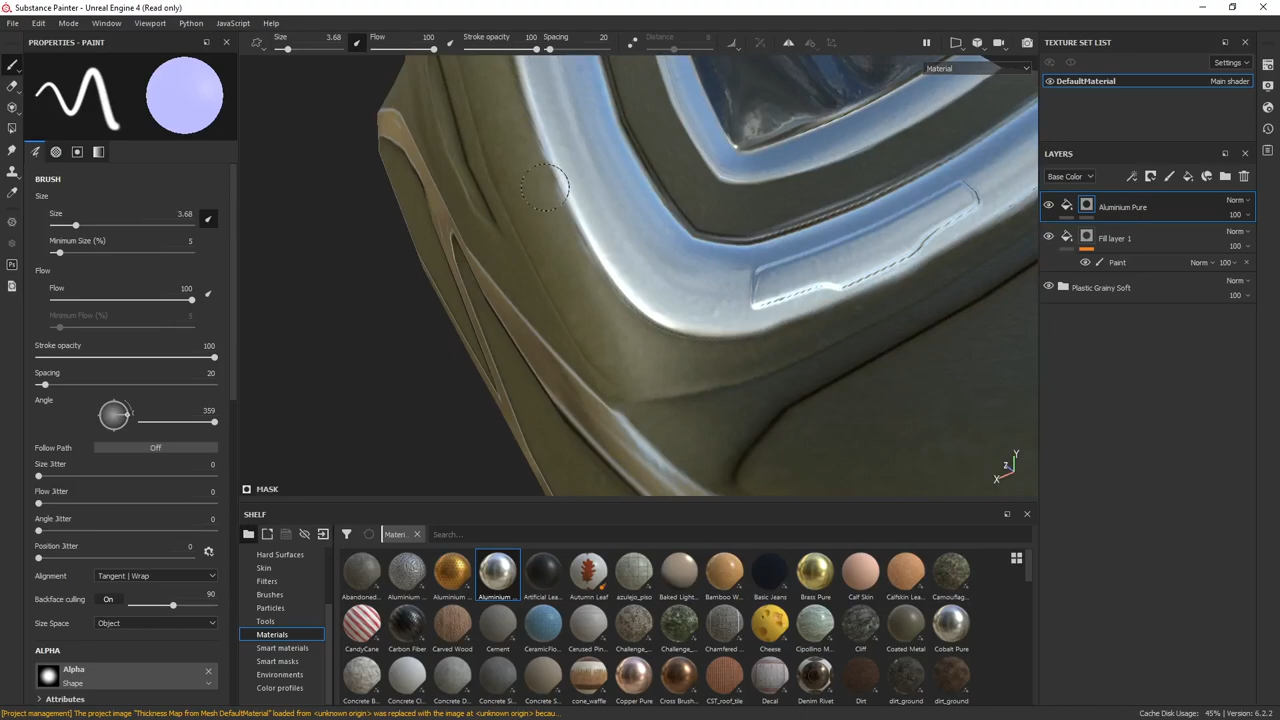 Substance Painter - Untitled - Unreal Engine 4 (Read only)
File Edit Mode Window Viewport Python JavaScript Help
PROPERTIES - PAINT
Size 3.68 Flow 100 Stroke opacity 100 Spacing 20 Distance 8
Material
BRUSH
Size
Size 3.68
Minimum Size (%) 5
Flow
Flow 100
Minimum Flow (%) 5
Stroke opacity 100
Spacing 20
Angle
359
Follow Path Off
Size Jitter 0
Flow Jitter 0
Angle Jitter 0
Position Jitter 0
Alignment Tangent | Wrap
Backface culling On 90
Size Space Object
ALPHA
Alpha
Shape
Attributes
Y
Z
X
MASK
SHELF
Materi... Search...
Hard Surfaces
Skin
Filters
Brushes
Particles
Tools
Materials
Smart materials
Smart masks
Environments
Color profiles
Abandoned... Aluminium ... Aluminium ... Aluminium ... Artificial Lea... Autumn Leaf azulejo_piso Baked Light... Bamboo W... Basic Jeans Brass Pure Calf Skin Calfskin Lea... Camouflag...
CandyCane Carbon Fiber Carved Wood Cement CeramicFlo... Cerused Pin... Challenge_... Challenge_... Chamfered ... Cheese Cipollino M... Cliff Coated Metal Cobalt Pure
Concrete B... Concrete Cl... Concrete D... Concrete Si... Concrete S... cone_waffle Copper Pure Cross Brush... CST_roof_tile Decal Denim Rivet Dirt dirt_ground dirt_ground
TEXTURE SET LIST
Settings
DefaultMaterial Main shader
LAYERS
Base Color
Aluminium Pure Norm
100
Fill layer 1 Norm
100
Paint Norm 100
Plastic Grainy Soft Norm
100
[Project management] The project image "Thickness Map from Mesh DefaultMaterial" loaded from <unknown origin> was replaced with the image at <unknown origin> becau...
Cache Disk Usage: 45% | Version: 6.2.2